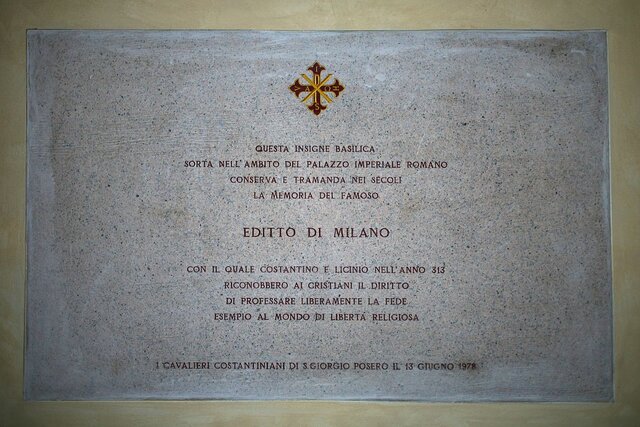 QUESTA INSIGNE BASILICA
SORTA NELL'AMBITO DEL PALAZZO IMPERIALE ROMANO
CONSERVA E TRAMANDA NEI SECOLI
LA MEMORIA DEL FAMOSO
EDITTO DI MILANO
CON IL QUALE COSTANTINO E LICINIO NELL'ANNO 313
RICONOBBERO AI CRISTIANI IL DIRITTO
DI PROFESSARE LIBERAMENTE LA FEDE
ESEMPIO AL MONDO DI LIBERTÀ RELIGIOSA
I CAVALIERI COSTANTINIANI DI S.GIORGIO POSERO IL 13 GIUGNO 1978